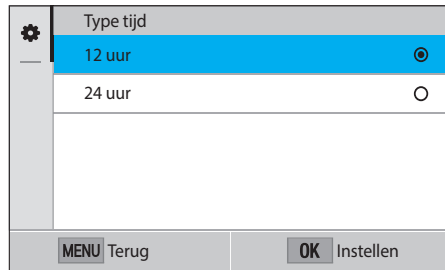 Type tijd
12 uur
24 uur
MENU Terug
OK Instellen